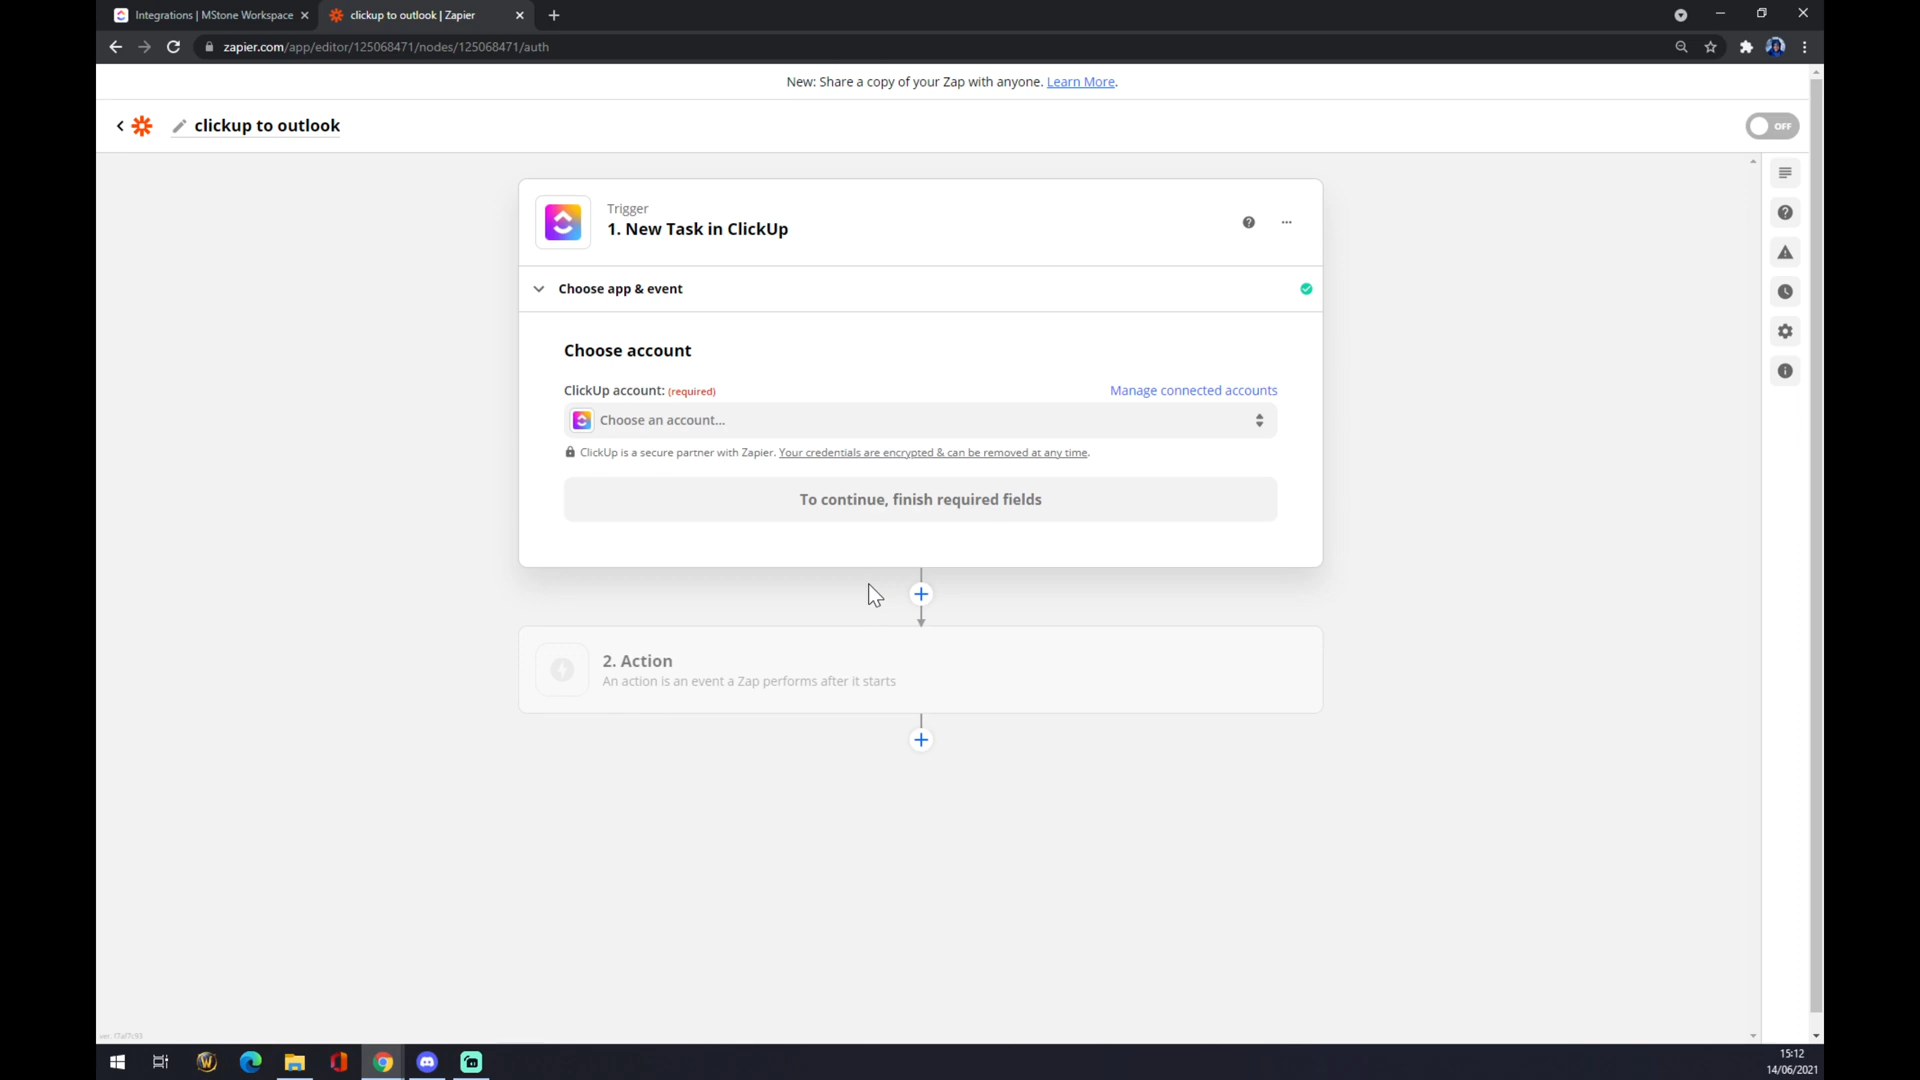 Integrations | MStone Workspace
clickup to outlook | Zapier
zapier.com/app/editor/125068471/nodes/125068471/auth
New: Share a copy of your Zap with anyone. Learn More.
clickup to outlook
OFF
Trigger
1. New Task in ClickUp
Choose app & event
Choose account
ClickUp account: (required)
Manage connected accounts
Choose an account...
ClickUp is a secure partner with Zapier. Your credentials are encrypted & can be removed at any time.
To continue, finish required fields
2. Action
An action is an event a Zap performs after it starts
15:12
14/06/2021